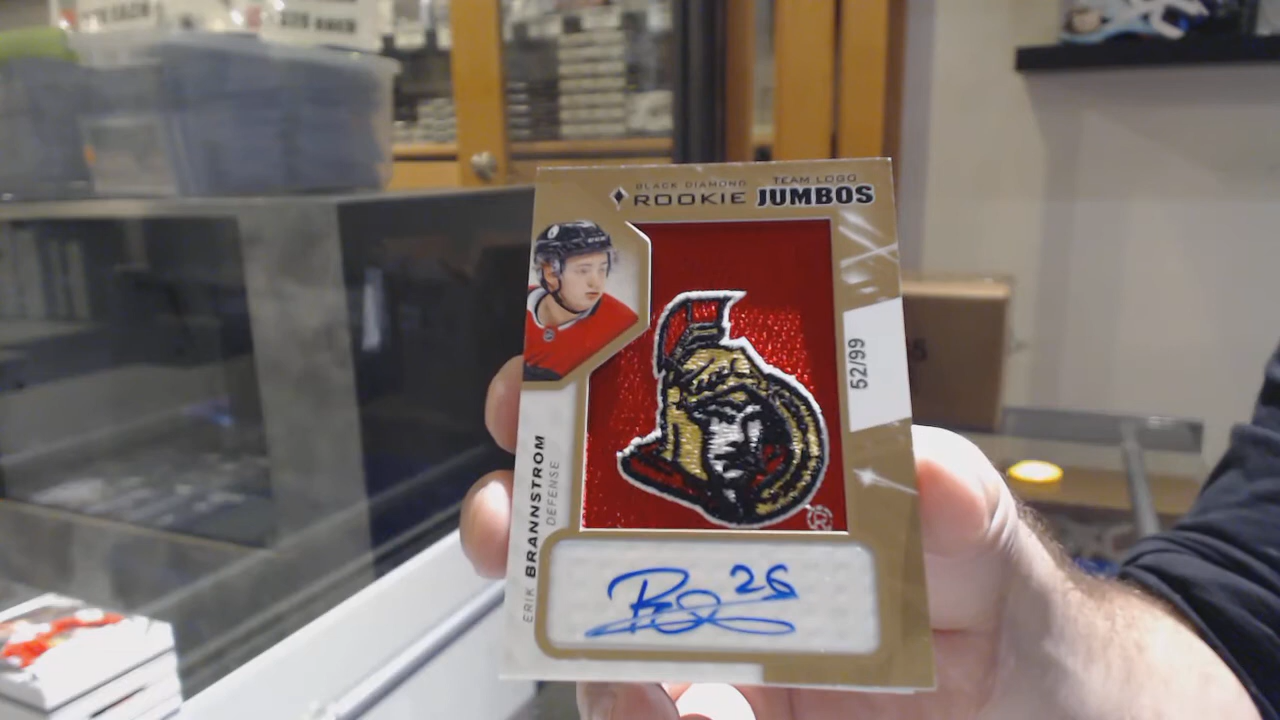 BLACK DIAMOND
ROOKIE
TEAM LOGO
JUMBOS
52/99
ERIK BRANNSTROM
DEFENSE
26